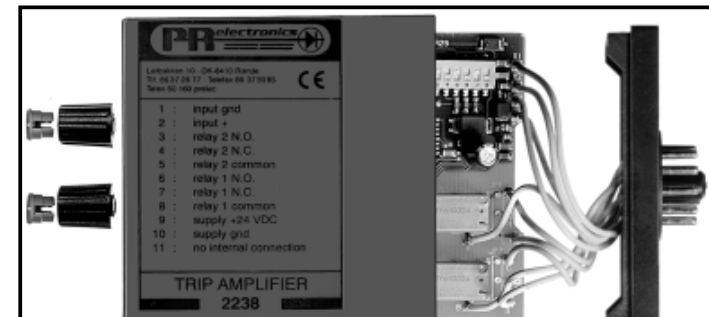 PR electronics
Lerbakken 10 - DK-8410 Rønde
Tlf. 86 37 26 77 - Telefax 86 37 30 85
Telex 60 160 prelec
CE
1 : input gnd
2 : input +
3 : relay 2 N.O.
4 : relay 2 N.C.
5 : relay 2 common
6 : relay 1 N.O.
7 : relay 1 N.C.
8 : relay 1 common
9 : supply +24 VDC
10 : supply gnd
11 : no internal connection
TRIP AMPLIFIER
2238